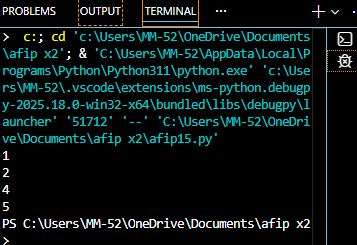 PROBLEMS OUTPUT TERMINAL
> c:; cd 'c:\Users\MM-52\OneDrive\Documents
\afip x2'; & 'C:\Users\MM-52\AppData\Local\P
rograms\Python\Python311\python.exe' 'c:\Us
ers\MM-52\.vscode\extensions\ms-python.debugp
y-2025.18.0-win32-x64\bundled\libs\debugpy\l
auncher' '51712' '--' 'C:\Users\MM-52\OneDri
ve\Documents\afip x2\afip15.py'
1
2
4
5
PS C:\Users\MM-52\OneDrive\Documents\afip x2
>